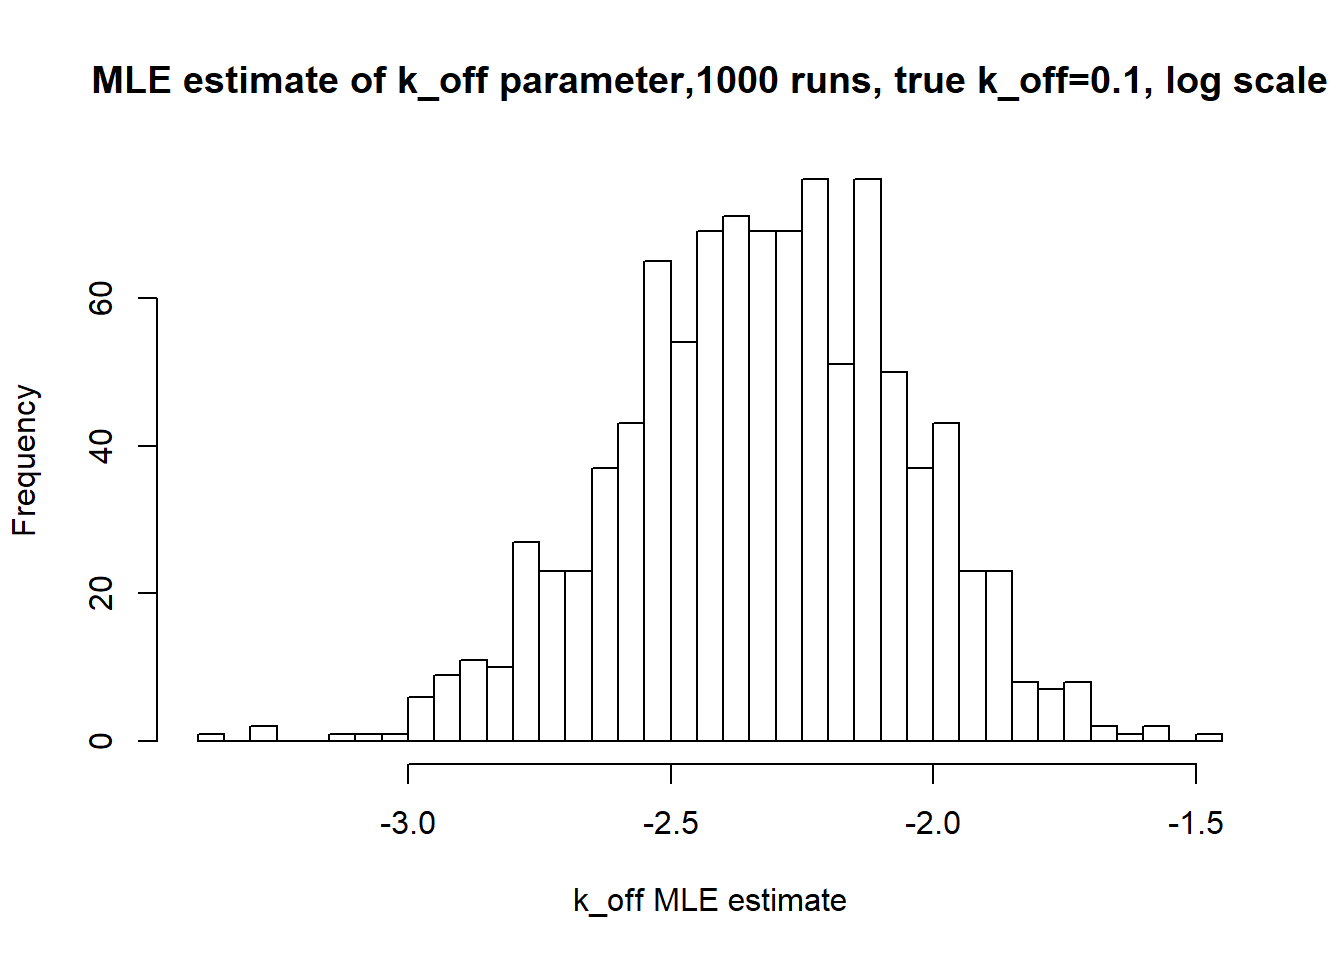 MLE estimate of k_off parameter,1000 runs, true k_off=0.1, log scale
60
40
20
0
Frequency
-3.0 -2.5 -2.0 -1.5
k_off MLE estimate